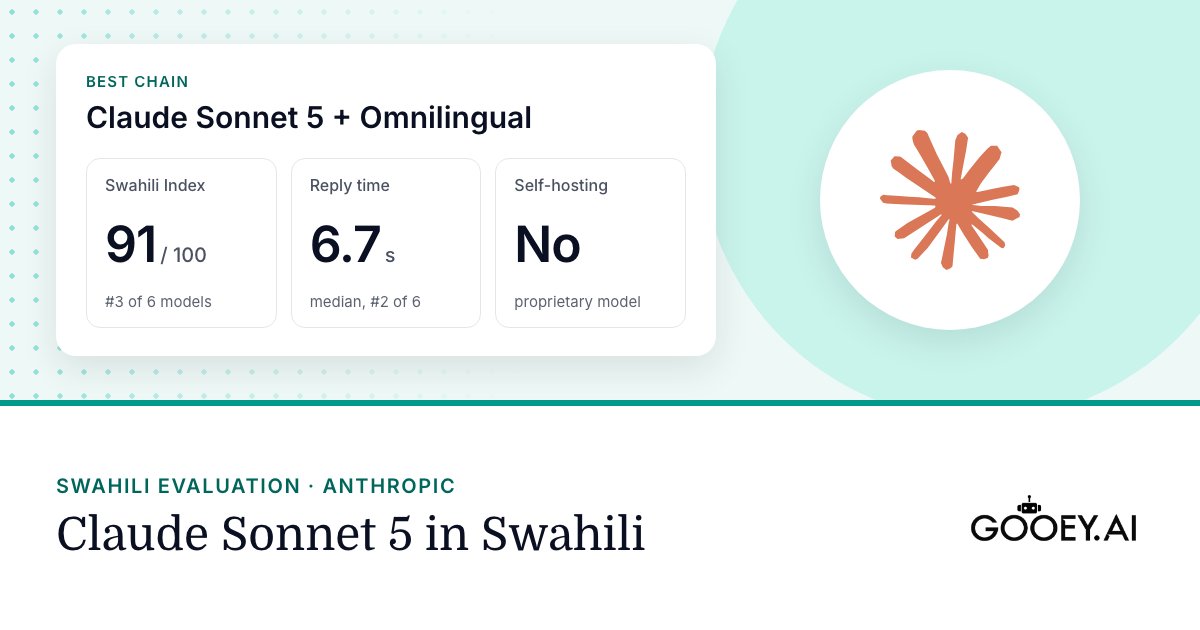 BEST CHAIN
Claude Sonnet 5 + Omnilingual
Swahili Index
91 / 100
#3 of 6 models
Reply time
6.7 s
median, #2 of 6
Self-hosting
No
proprietary model
SWAHILI EVALUATION · ANTHROPIC
Claude Sonnet 5 in Swahili
GOOEY.AI